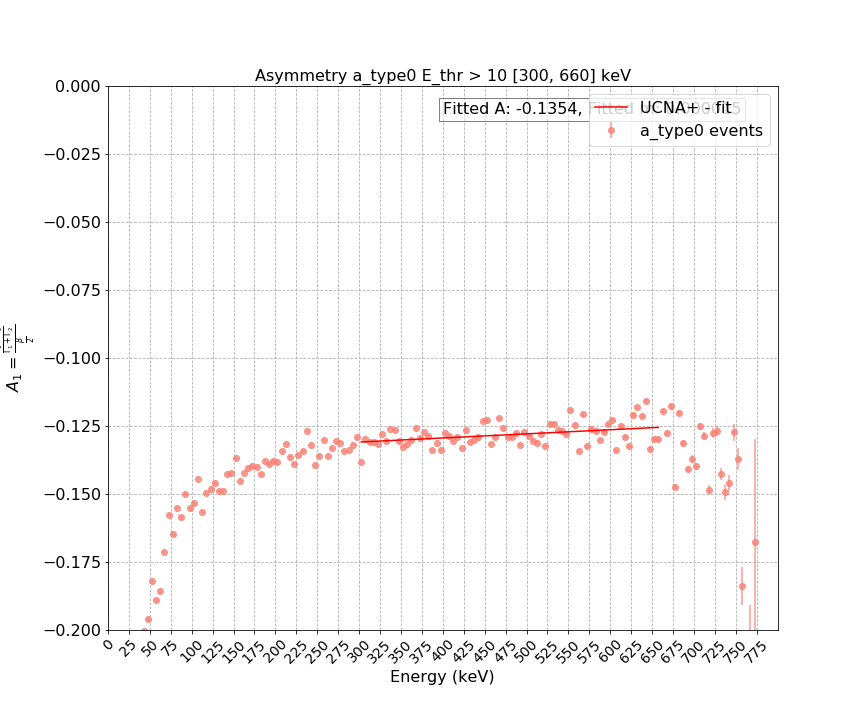 Asymmetry a_type0 E_thr > 10 [300, 660] keV
Fitted A: -0.1354,
UCNA+ - fit
a_type0 events
0.000
−0.025
−0.050
−0.075
−0.100
−0.125
−0.150
−0.175
−0.200
0 25 50 75 100 125 150 175 200 225 250 275 300 325 350 375 400 425 450 475 500 525 550 575 600 625 650 675 700 725 750 775
Energy (keV)